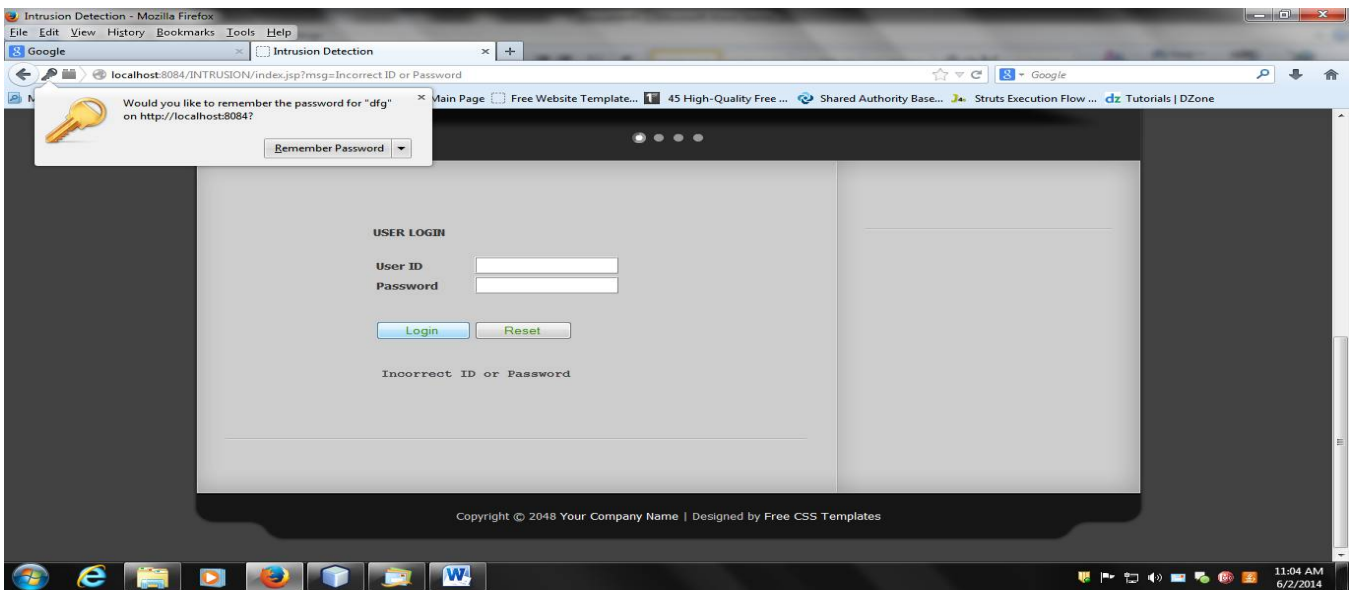 Intrusion Detection - Mozilla Firefox
File Edit View History Bookmarks Tools Help
Google
Intrusion Detection
localhost:8084/INTRUSION/index.jsp?msg=Incorrect ID or Password
Google
Main Page Free Website Template... 45 High-Quality Free ... Shared Authority Base... Struts Execution Flow ... dz Tutorials | DZone
Would you like to remember the password for "dfg"
on http://localhost:8084?
Remember Password
USER LOGIN
User ID
Password
Login Reset
Incorrect ID or Password
Copyright © 2048 Your Company Name | Designed by Free CSS Templates
11:04 AM
6/2/2014